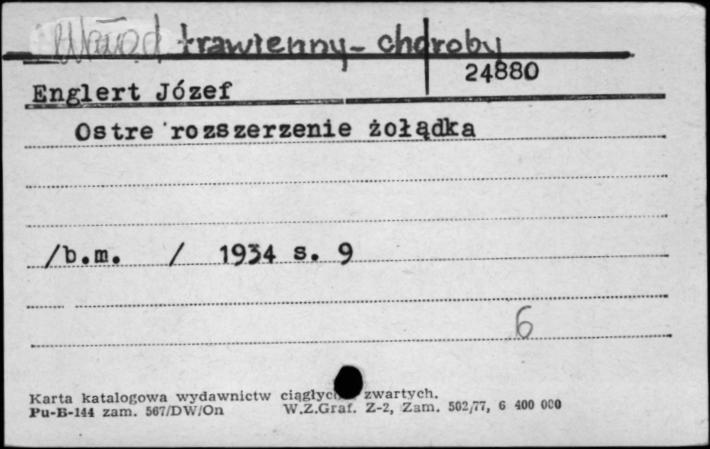 Układ trawienny - choroby
24880
Englert Józef
Ostre rozszerzenie żołądka
/b.m. / 1934 s. 9
6
Karta katalogowa wydawnictw zwartych.
Pu-B-144 zam. 567/DW/On W.Z.Graf. Z-2, Zam. 502/77, 6 400 000